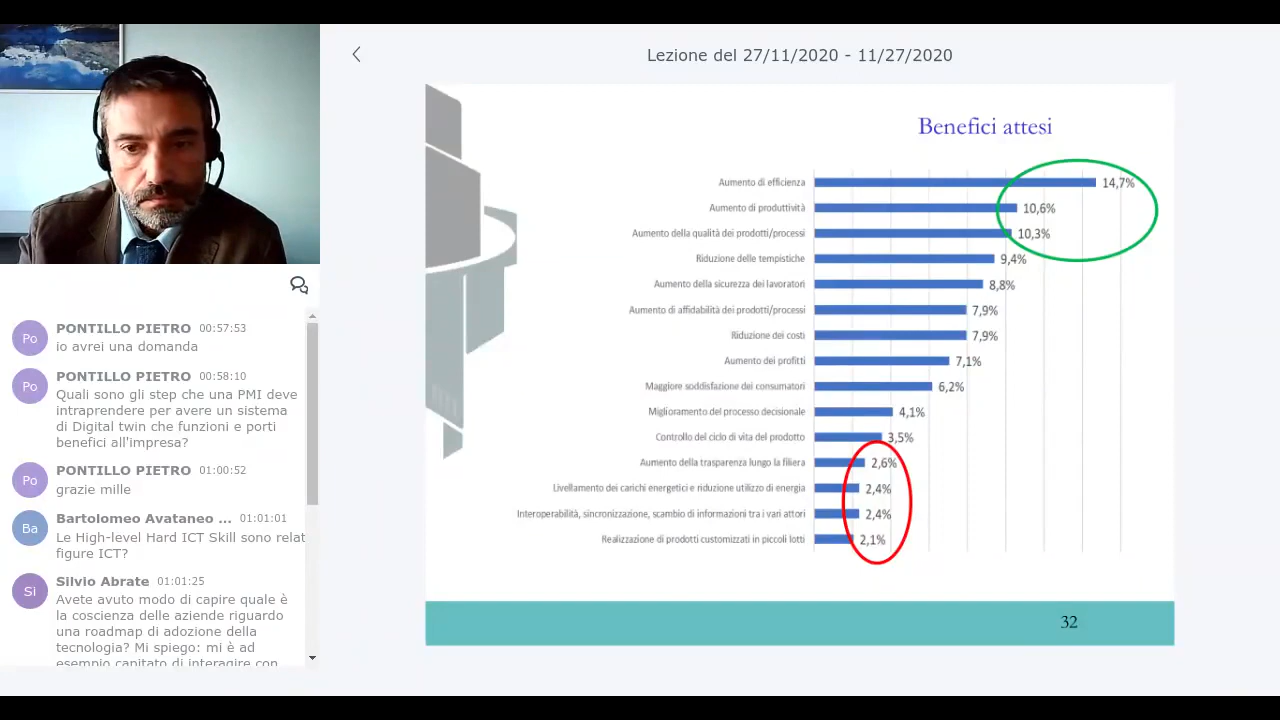 Lezione del 27/11/2020 - 11/27/2020
Benefici attesi
Aumento di efficienza 14,7%
Aumento di produttività 10,6%
Aumento della qualità dei prodotti/processi 10,3%
Riduzione delle tempistiche 9,4%
Aumento della sicurezza dei lavoratori 8,8%
Aumento di affidabilità dei prodotti/processi 7,9%
Riduzione dei costi 7,9%
Aumento dei profitti 7,1%
Maggiore soddisfazione dei consumatori 6,2%
Miglioramento del processo decisionale 4,1%
Controllo del ciclo di vita del prodotto 3,5%
Aumento della trasparenza lungo la filiera 2,6%
Livellamento dei carichi energetici e riduzione utilizzo di energia 2,4%
Interoperabilità, sincronizzazione, scambio di informazioni tra i vari attori 2,4%
Realizzazione di prodotti customizzati in piccoli lotti 2,1%
32
Po
PONTILLO PIETRO 00:57:53
io avrei una domanda
Po
PONTILLO PIETRO 00:58:10
Quali sono gli step che una PMI deve
intraprendere per avere un sistema
di Digital twin che funzioni e porti
benefici all'impresa?
Po
PONTILLO PIETRO 01:00:52
grazie mille
Ba
Bartolomeo Avataneo ... 01:01:01
Le High-level Hard ICT Skill sono relat
figure ICT?
Si
Silvio Abrate 01:01:25
Avete avuto modo di capire quale è
la coscienza delle aziende riguardo
una roadmap di adozione della
tecnologia? Mi spiego: mi è ad
esempio capitato di interagire con